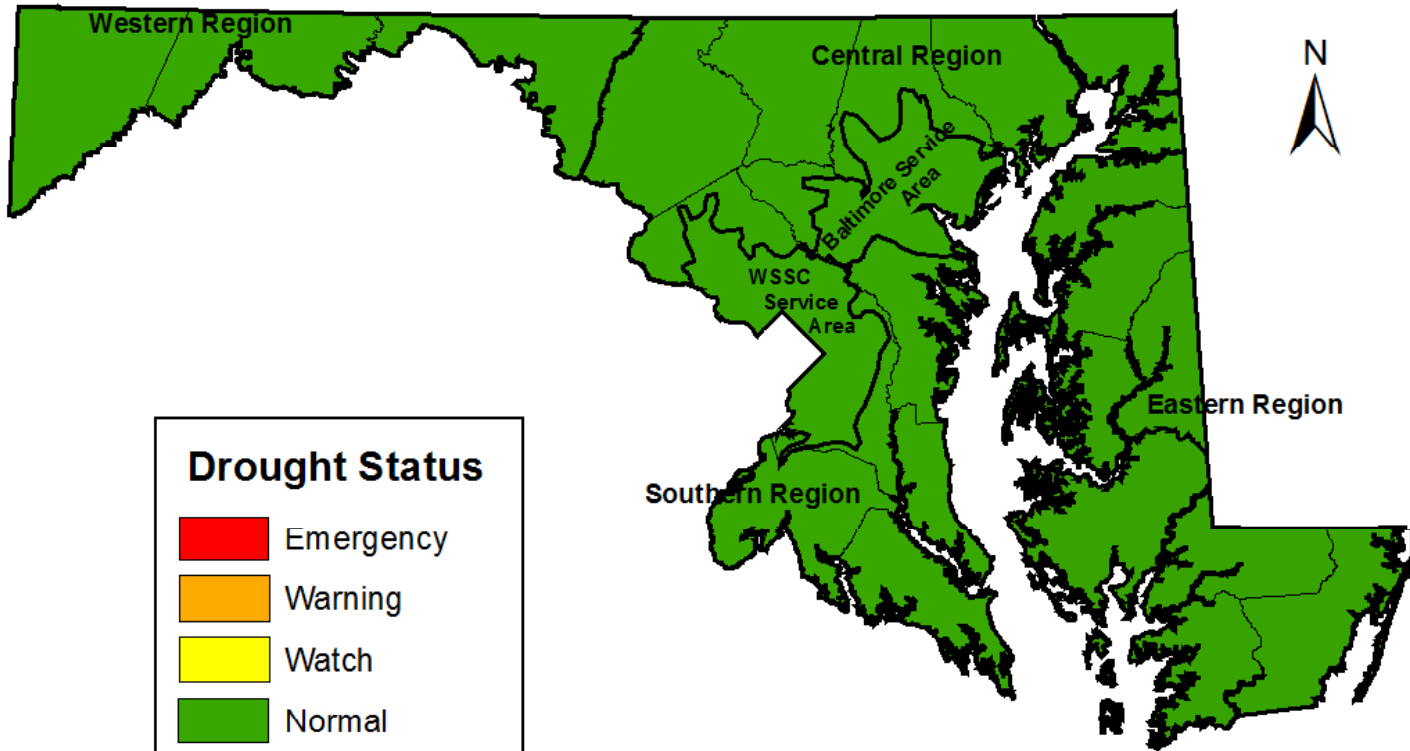 Western Region
Central Region
N
Baltimore Service
Area
WSSC
Service
Area
Eastern Region
Southern Region
Drought Status
Emergency
Warning
Watch
Normal